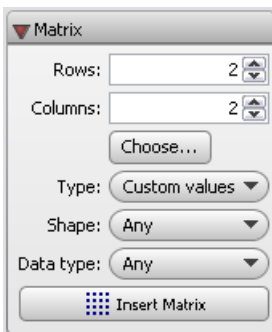 Matrix
Rows: 2
Columns: 2
Choose...
Type: Custom values
Shape: Any
Data type: Any
Insert Matrix